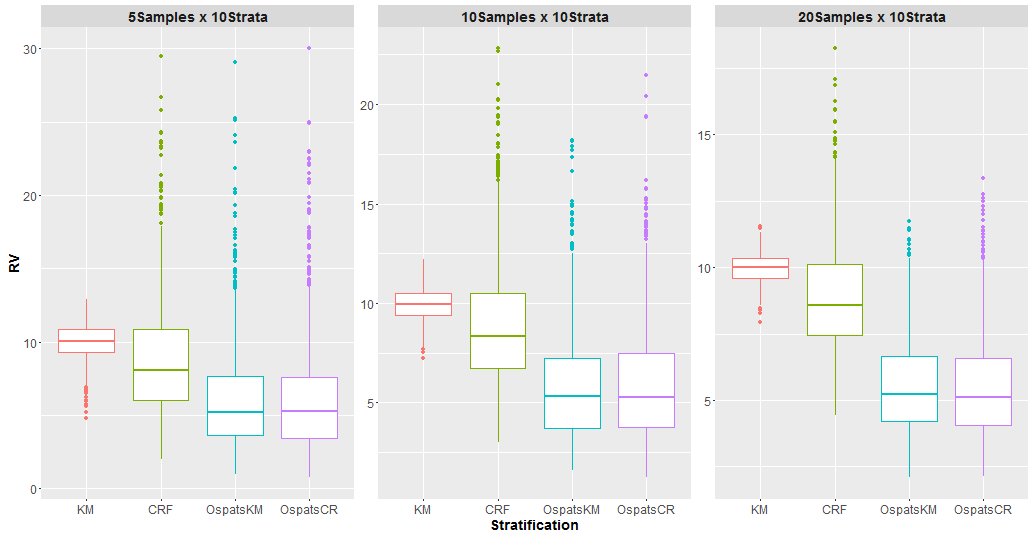 5Samples x 10Strata
10Samples x 10Strata
20Samples x 10Strata
RV
30
20
10
0
20
15
10
5
15
10
5
KM CRF OspatsKM OspatsCR
KM CRF OspatsKM OspatsCR
KM CRF OspatsKM OspatsCR
Stratification